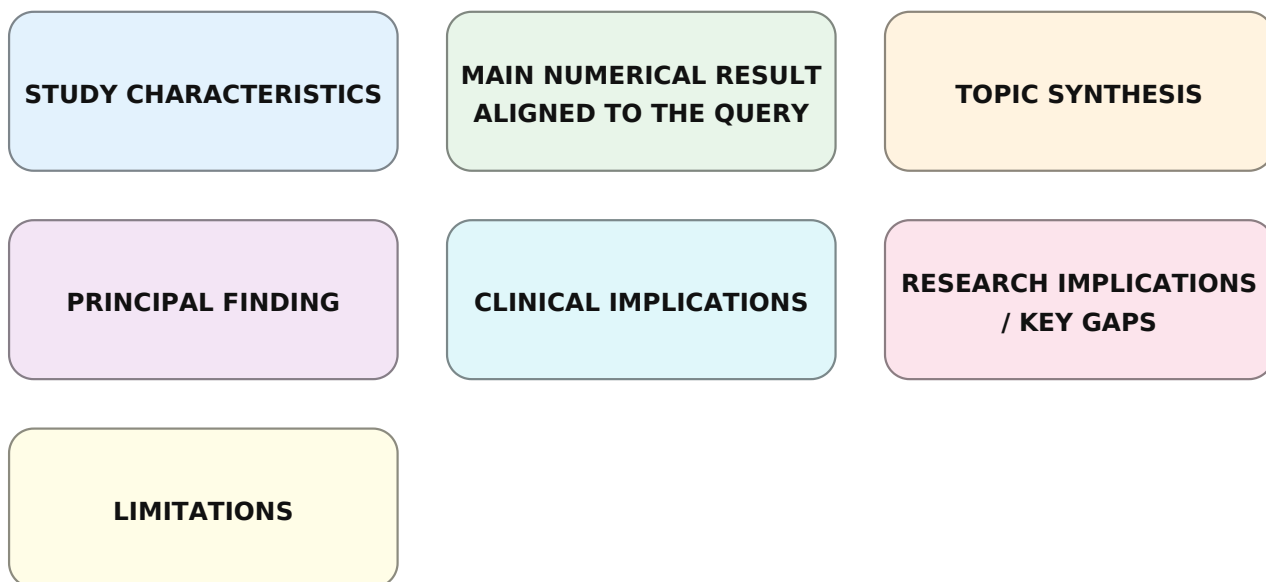 STUDY CHARACTERISTICS
MAIN NUMERICAL RESULT
ALIGNED TO THE QUERY
TOPIC SYNTHESIS
PRINCIPAL FINDING
CLINICAL IMPLICATIONS
RESEARCH IMPLICATIONS
/ KEY GAPS
LIMITATIONS